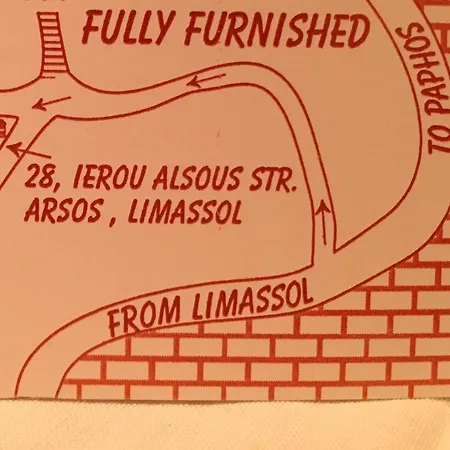 FULLY FURNISHED
TO PAPHOS
28, IEROU ALSOUS STR.
ARSOS , LIMASSOL
FROM LIMASSOL